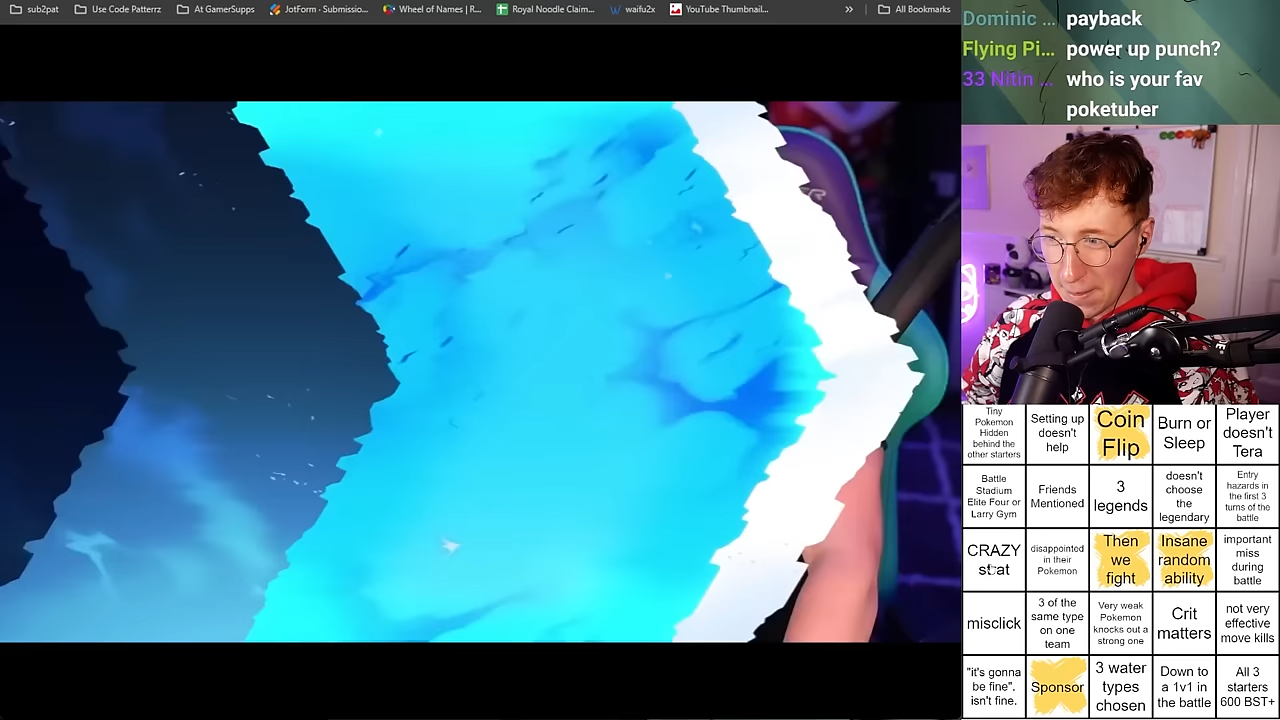 sub2pat Use Code Patterrz At GamerSupps JotForm - Submissio... Wheel of Names | R... Royal Noodle Claim... waifu2x YouTube Thumbnail... » All Bookmarks
Dominic ... payback
Flying Pi... power up punch?
33 Nitin ... who is your fav
poketuber
Tiny
Pokemon
Hidden
behind the
other starters
Setting up
doesn't
help
Coin
Flip
Burn or
Sleep
Player
doesn't
Tera
Battle
Stadium
Elite Four or
Larry Gym
Friends
Mentioned
3
legends
doesn't
choose
the
legendary
Entry
hazards in
the first 3
turns of the
battle
CRAZY
stat
disappointed
in their
Pokemon
Then
we
fight
Insane
random
ability
important
miss
during
battle
misclick
3 of the
same type
on one
team
Very weak
Pokemon
knocks out a
strong one
Crit
matters
not very
effective
move kills
"it's gonna
be fine".
isn't fine.
Sponsor
3 water
types
chosen
Down to
a 1v1 in
the battle
All 3
starters
600 BST+